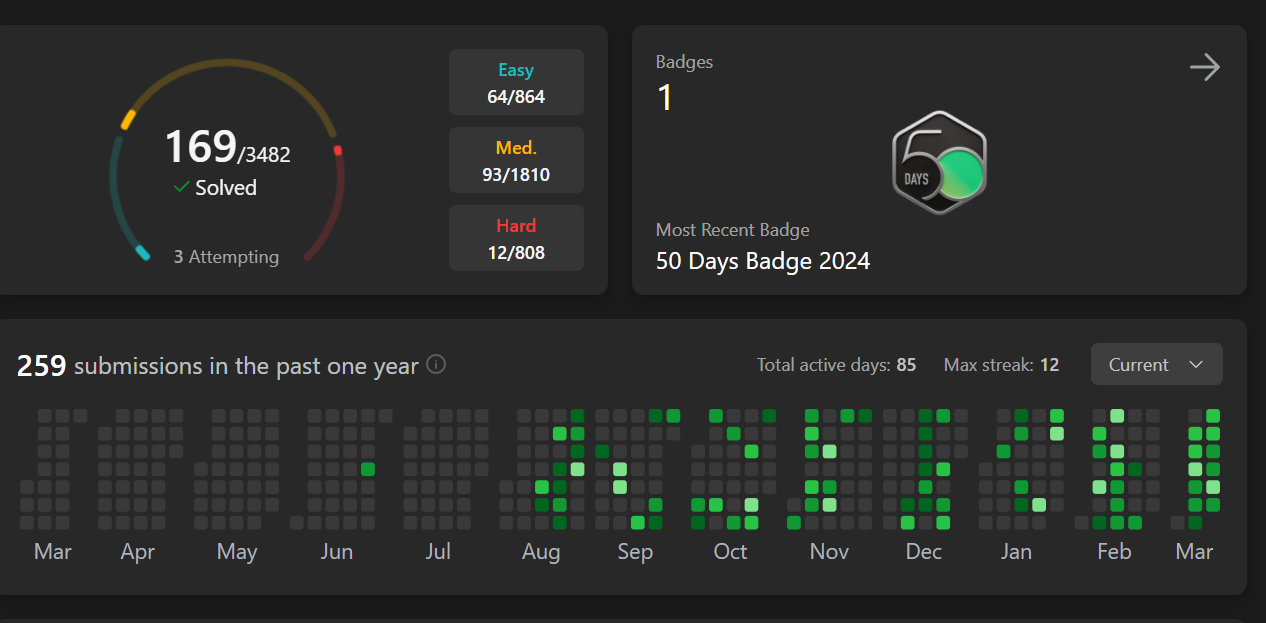 Easy
64/864
169/3482
Solved
Med.
93/1810
Hard
12/808
3 Attempting
Badges
1
50
DAYS
Most Recent Badge
50 Days Badge 2024
259 submissions in the past one year
Total active days: 85
Max streak: 12
Current
Mar Apr May Jun Jul Aug Sep Oct Nov Dec Jan Feb Mar